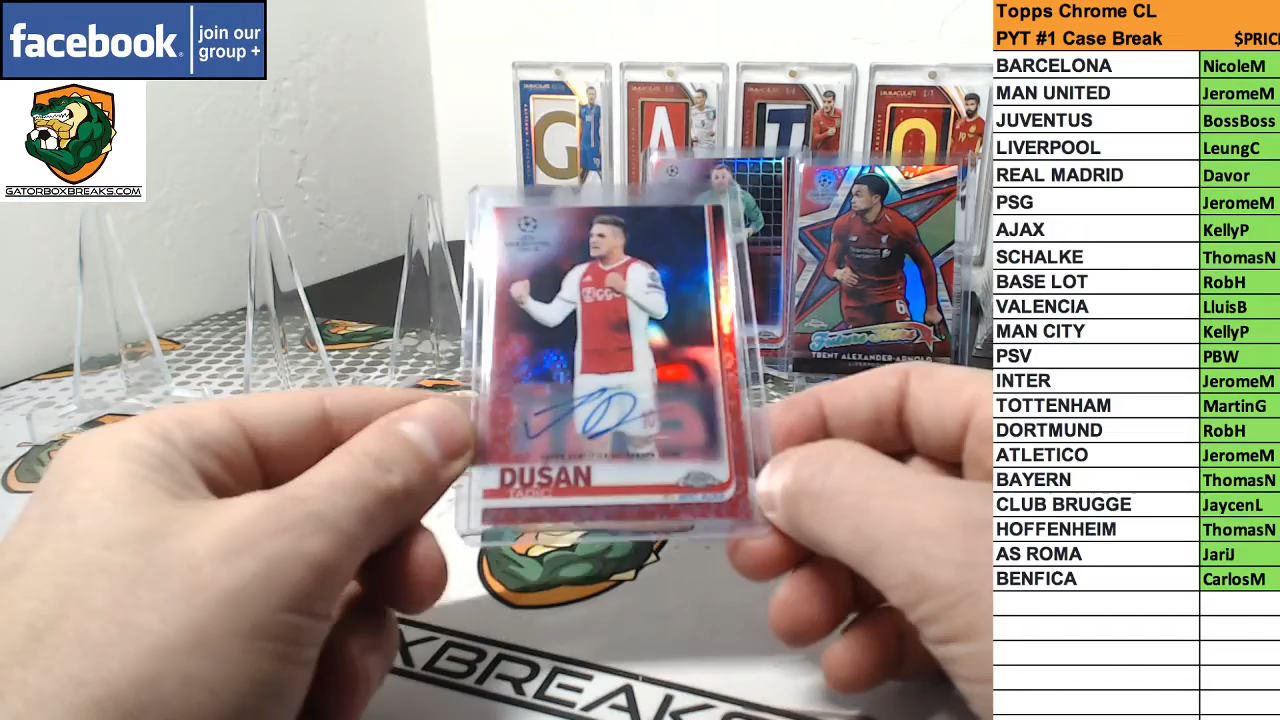 facebook
join our
group +
GATORBOXBREAKS.COM
G
A
T
O
DUSAN
TADIC
10
6
TRENT ALEXANDER-ARNOLD
XBREAKS
Topps Chrome CL
PYT #1 Case Break $PRIC
BARCELONA NicoleM
MAN UNITED JeromeM
JUVENTUS BossBoss
LIVERPOOL LeungC
REAL MADRID Davor
PSG JeromeM
AJAX KellyP
SCHALKE ThomasN
BASE LOT RobH
VALENCIA LluisB
MAN CITY KellyP
PSV PBW
INTER JeromeM
TOTTENHAM MartinG
DORTMUND RobH
ATLETICO JeromeM
BAYERN ThomasN
CLUB BRUGGE JaycenL
HOFFENHEIM ThomasN
AS ROMA JariJ
BENFICA CarlosM